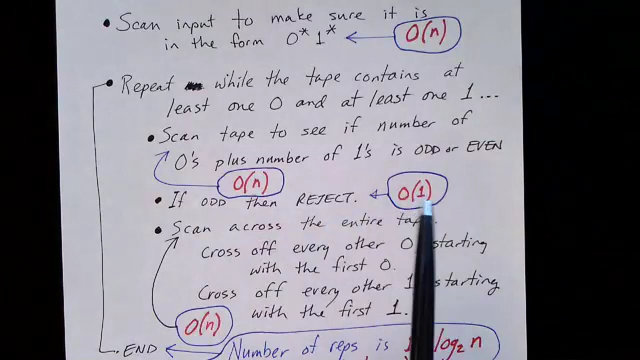 • Scan input to make sure it is
in the form 0* 1* O(n)
• Repeat while the tape contains at
least one 0 and at least one 1 ...
• Scan tape to see if number of
0's plus number of 1's is ODD or EVEN
O(n)
• If ODD then REJECT. O(1)
• Scan across the entire tape.
Cross off every other 0 starting
with the first 0.
Cross off every other 1 starting
with the first 1.
O(n)
• END Number of reps is log₂ n